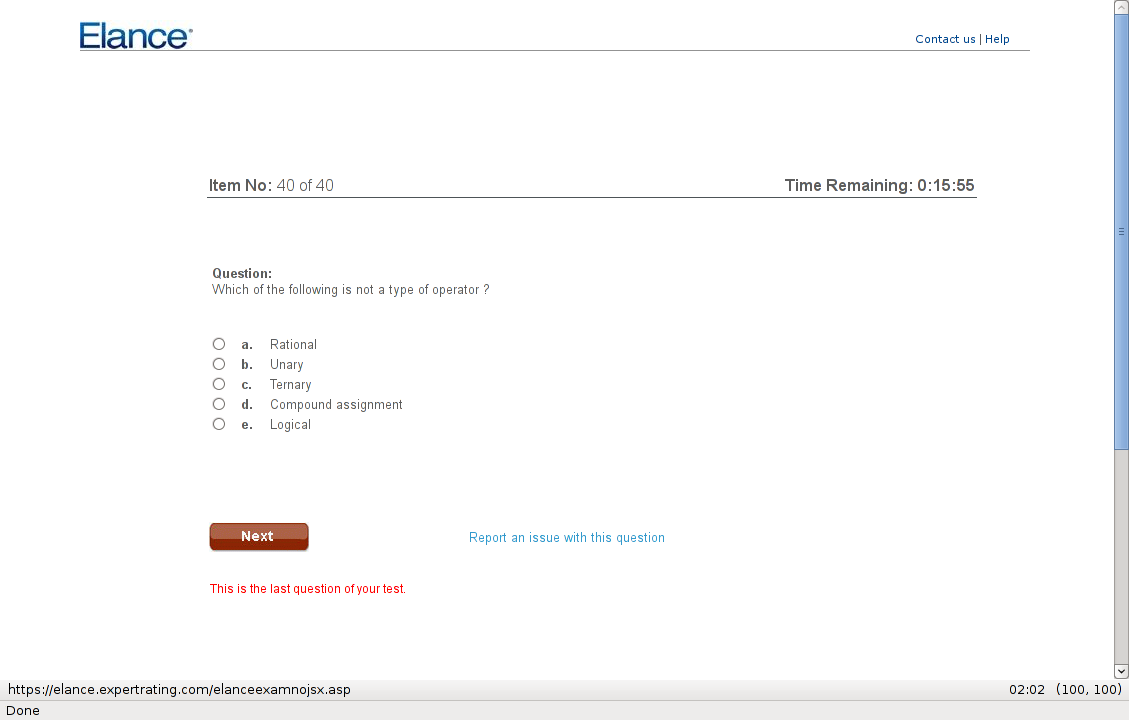 Elance®
Contact us | Help
Item No: 40 of 40 Time Remaining: 0:15:55
Question:
Which of the following is not a type of operator ?
a. Rational
b. Unary
c. Ternary
d. Compound assignment
e. Logical
Next Report an issue with this question
This is the last question of your test.
https://elance.expertrating.com/elanceexamnojsx.asp 02:02 (100, 100)
Done